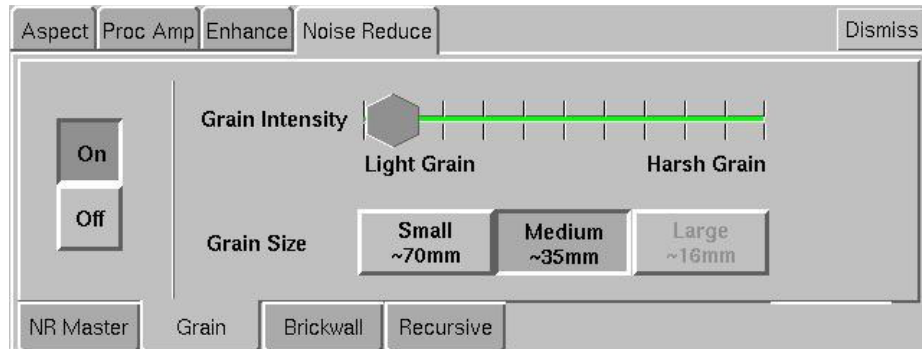 Aspect Proc Amp Enhance Noise Reduce Dismiss
Grain Intensity
On
Light Grain Harsh Grain
Off
Grain Size
Small Medium Large
~70mm ~35mm ~16mm
NR Master Grain Brickwall Recursive